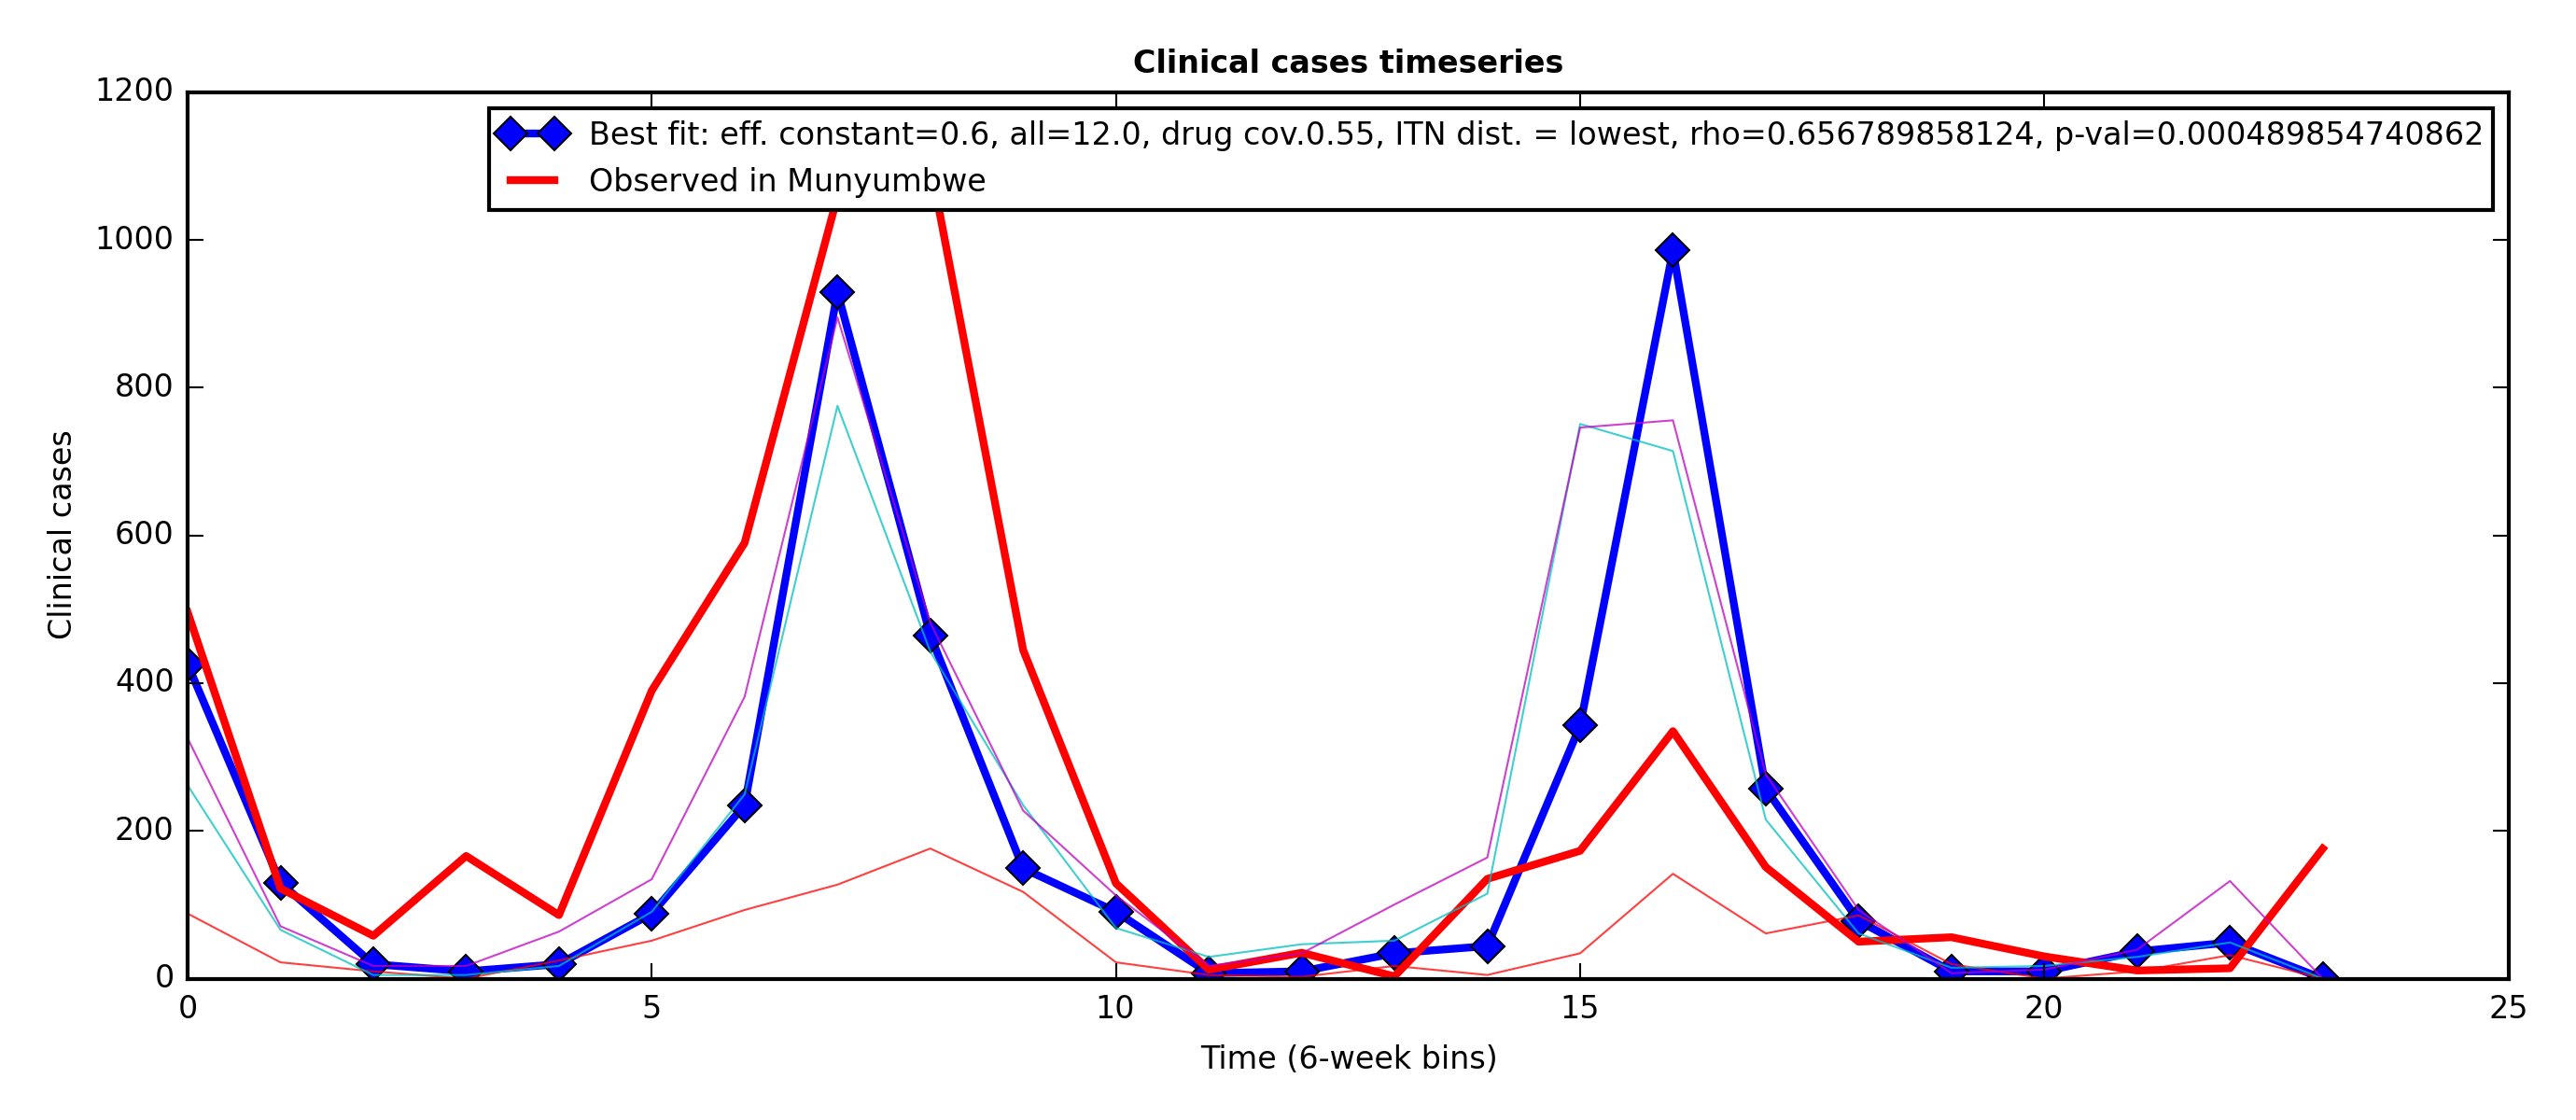 Clinical cases timeseries
1200
1000
800
600
400
200
0
Clinical cases
Best fit: eff. constant=0.6, all=12.0, drug cov.0.55, ITN dist. = lowest, rho=0.656789858124, p-val=0.000489854740862
Observed in Munyumbwe
0 5 10 15 20 25
Time (6-week bins)